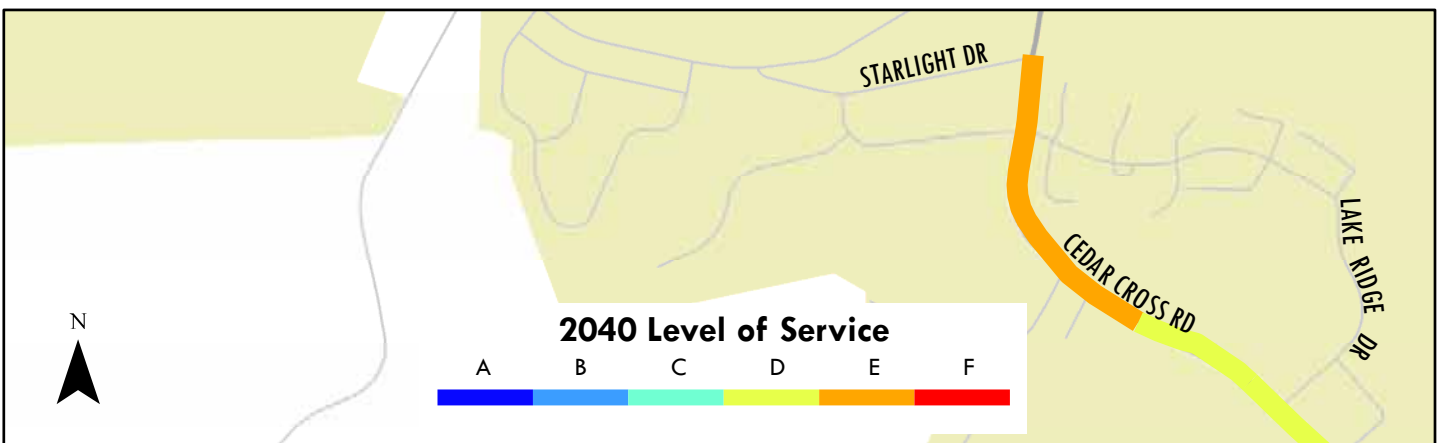 STARLIGHT DR
LAKE RIDGE DR
CEDAR CROSS RD
N
2040 Level of Service
A B C D E F